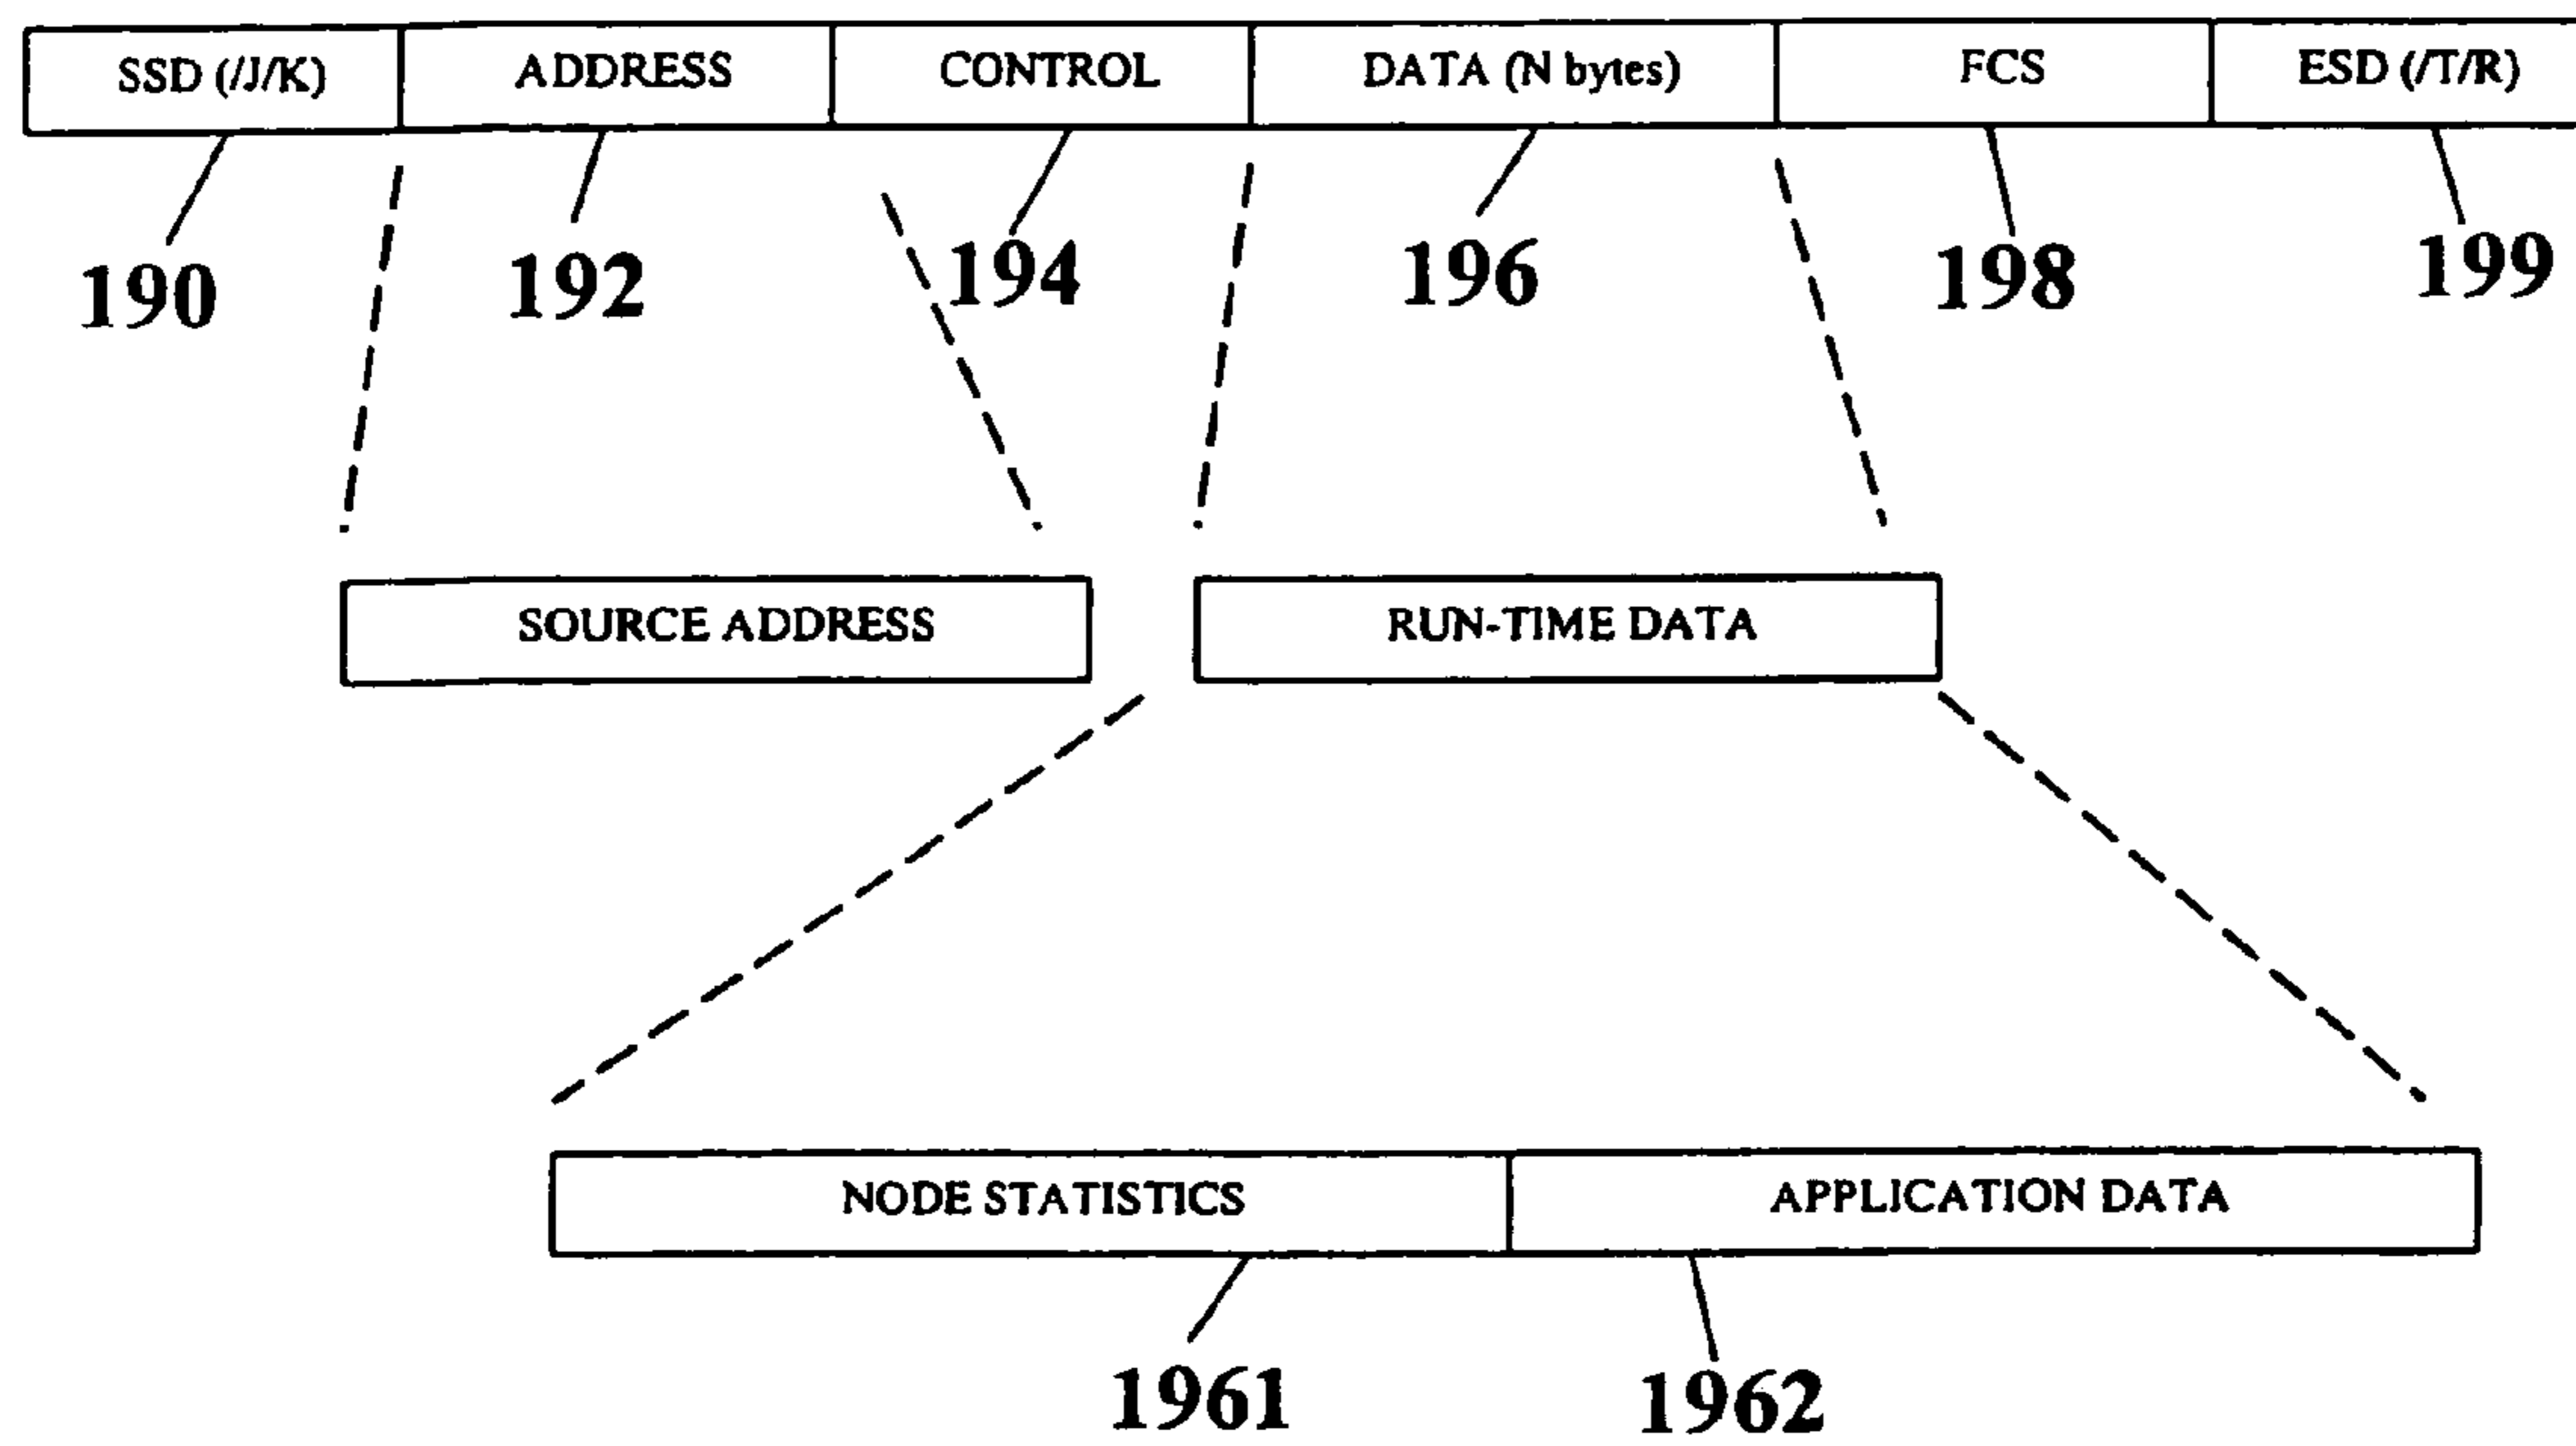 SSD (/J/K) ADDRESS CONTROL DATA (N bytes) FCS ESD (/T/R)
190 192 194 196 198 199
SOURCE ADDRESS RUN-TIME DATA
NODE STATISTICS APPLICATION DATA
1961 1962